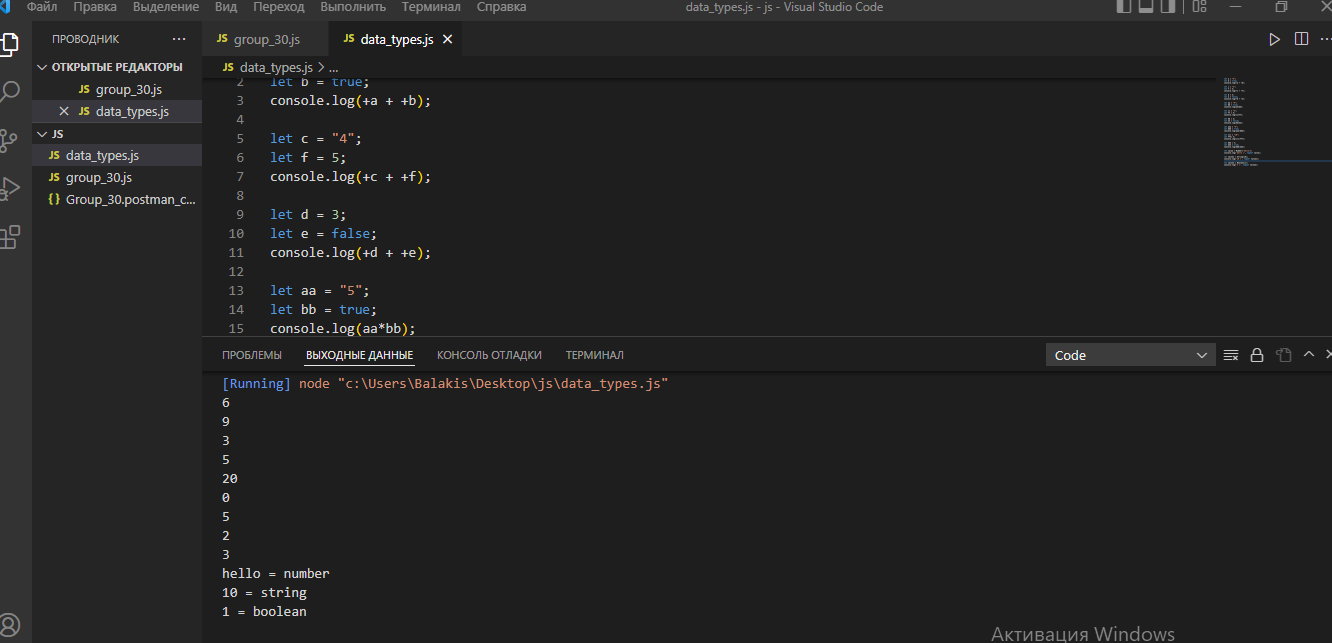 Файл Правка Выделение Вид Переход Выполнить Терминал Справка data_types.js - js - Visual Studio Code
ПРОВОДНИК ...
JS group_30.js JS data_types.js
ОТКРЫТЫЕ РЕДАКТОРЫ
JS group_30.js
JS data_types.js
JS
JS data_types.js
JS group_30.js
{} Group_30.postman_c...
JS data_types.js > ...
2 let b = true;
3 console.log(+a + +b);
4
5 let c = "4";
6 let f = 5;
7 console.log(+c + +f);
8
9 let d = 3;
10 let e = false;
11 console.log(+d + +e);
12
13 let aa = "5";
14 let bb = true;
15 console.log(aa*bb);
ПРОБЛЕМЫ ВЫХОДНЫЕ ДАННЫЕ КОНСОЛЬ ОТЛАДКИ ТЕРМИНАЛ Code
[Running] node "c:\Users\Balakis\Desktop\js\data_types.js"
6
9
3
5
20
0
5
2
3
hello = number
10 = string
1 = boolean
Активация Windows